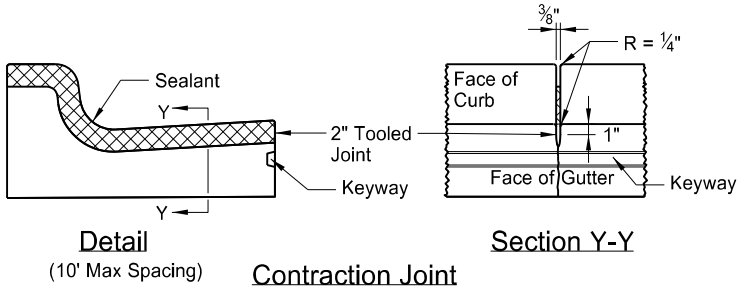 3/8"
R = 1/4"
Sealant
Face of
Curb
Y
2" Tooled
Joint
1"
Keyway
Face of Gutter
Keyway
Y
Detail
(10' Max Spacing)
Section Y-Y
Contraction Joint